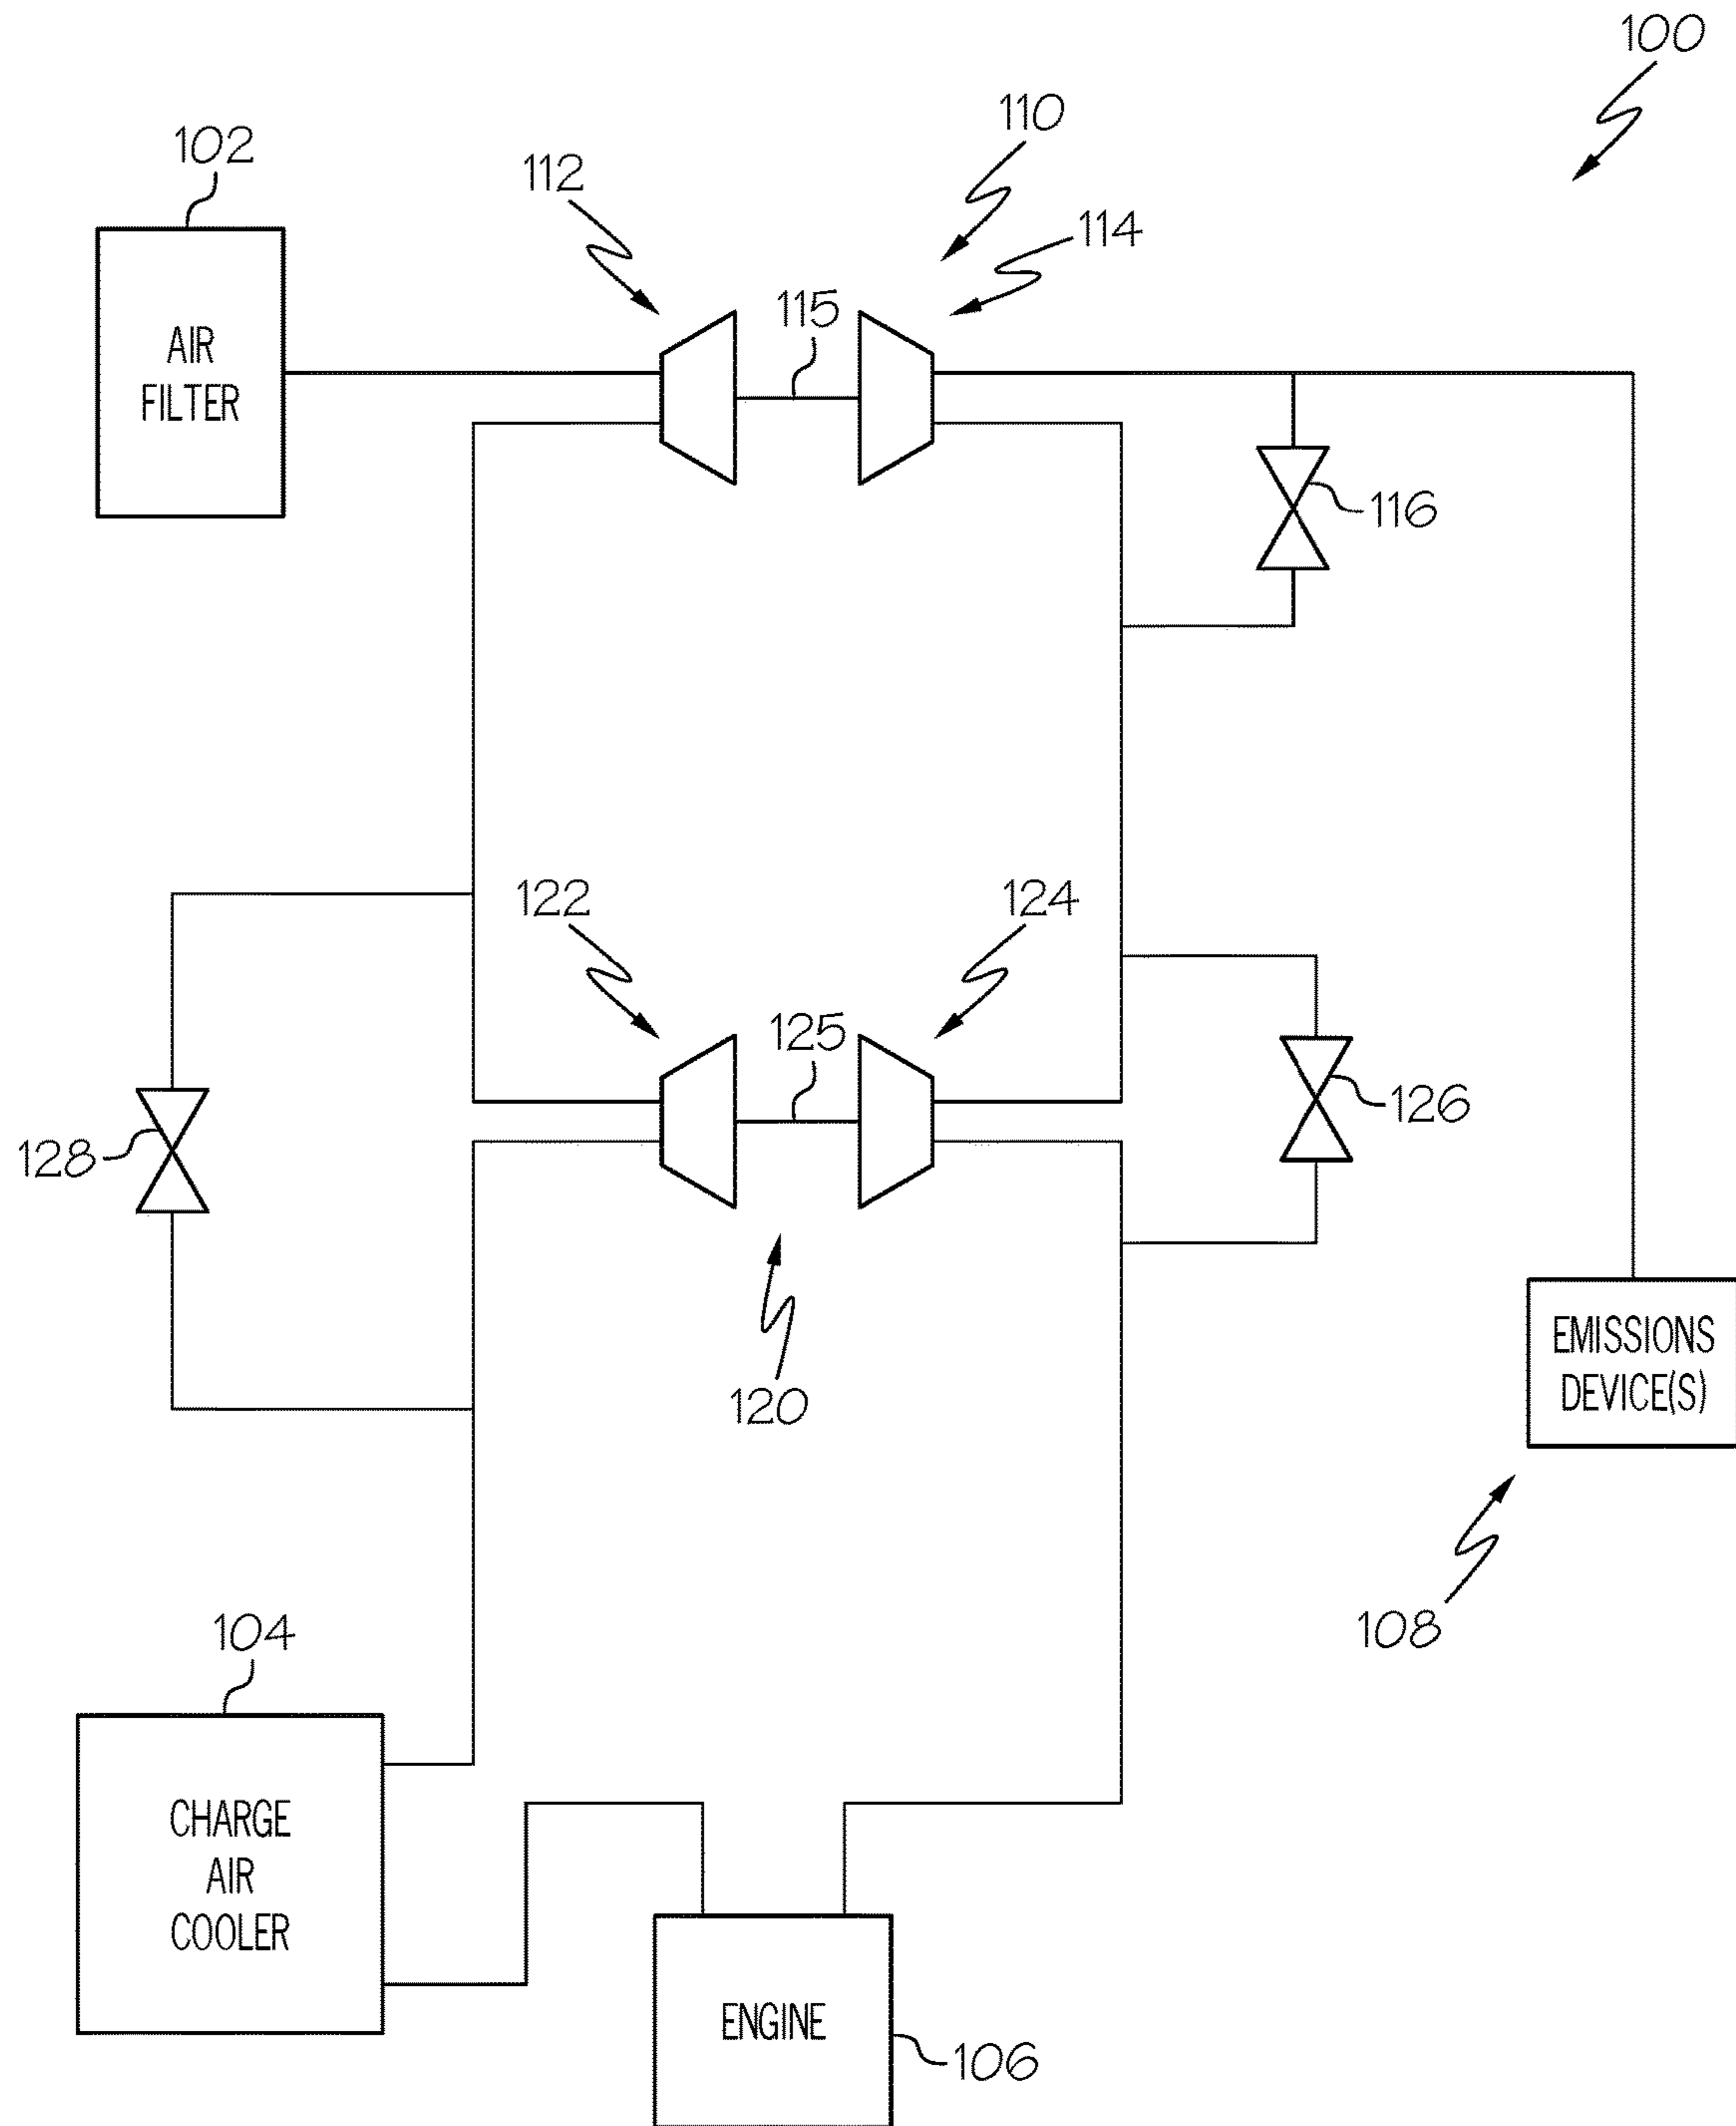 100
110
102
112
114
115
AIR
FILTER
116
122
124
125
126
128
120
EMISSIONS
DEVICE(S)
108
104
CHARGE
AIR
COOLER
ENGINE
106